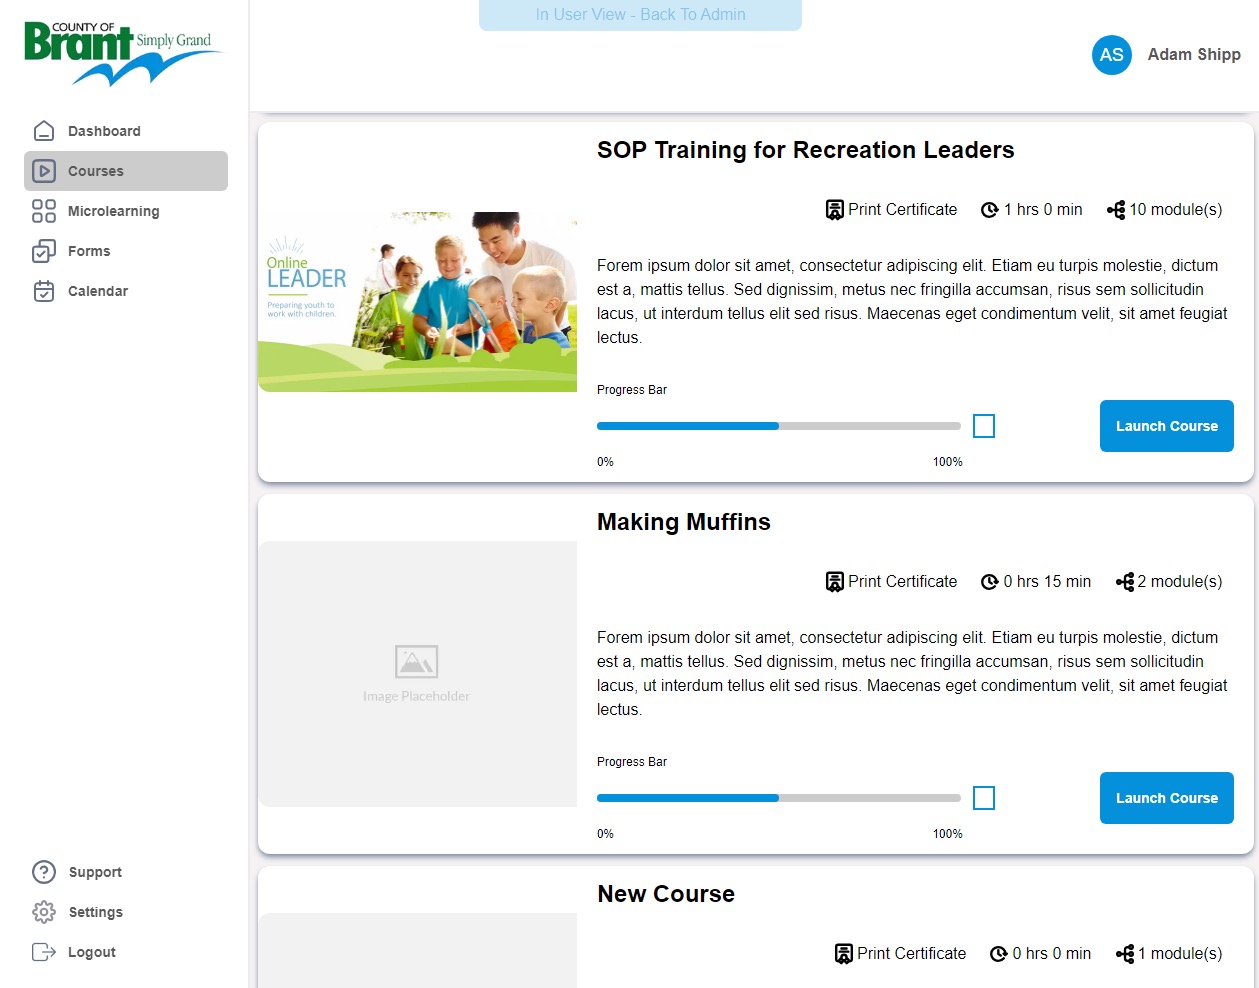 COUNTY OF
Brant Simply Grand
In User View - Back To Admin
AS
Adam Shipp
Dashboard
Courses
Microlearning
Forms
Calendar
Support
Settings
Logout
SOP Training for Recreation Leaders
Print Certificate
1 hrs 0 min
10 module(s)
Online
LEADER
Preparing youth to
work with children.
Forem ipsum dolor sit amet, consectetur adipiscing elit. Etiam eu turpis molestie, dictum
est a, mattis tellus. Sed dignissim, metus nec fringilla accumsan, risus sem sollicitudin
lacus, ut interdum tellus elit sed risus. Maecenas eget condimentum velit, sit amet feugiat
lectus.
Progress Bar
0%
100%
Launch Course
Making Muffins
Print Certificate
0 hrs 15 min
2 module(s)
Image Placeholder
Forem ipsum dolor sit amet, consectetur adipiscing elit. Etiam eu turpis molestie, dictum
est a, mattis tellus. Sed dignissim, metus nec fringilla accumsan, risus sem sollicitudin
lacus, ut interdum tellus elit sed risus. Maecenas eget condimentum velit, sit amet feugiat
lectus.
Progress Bar
0%
100%
Launch Course
New Course
Print Certificate
0 hrs 0 min
1 module(s)